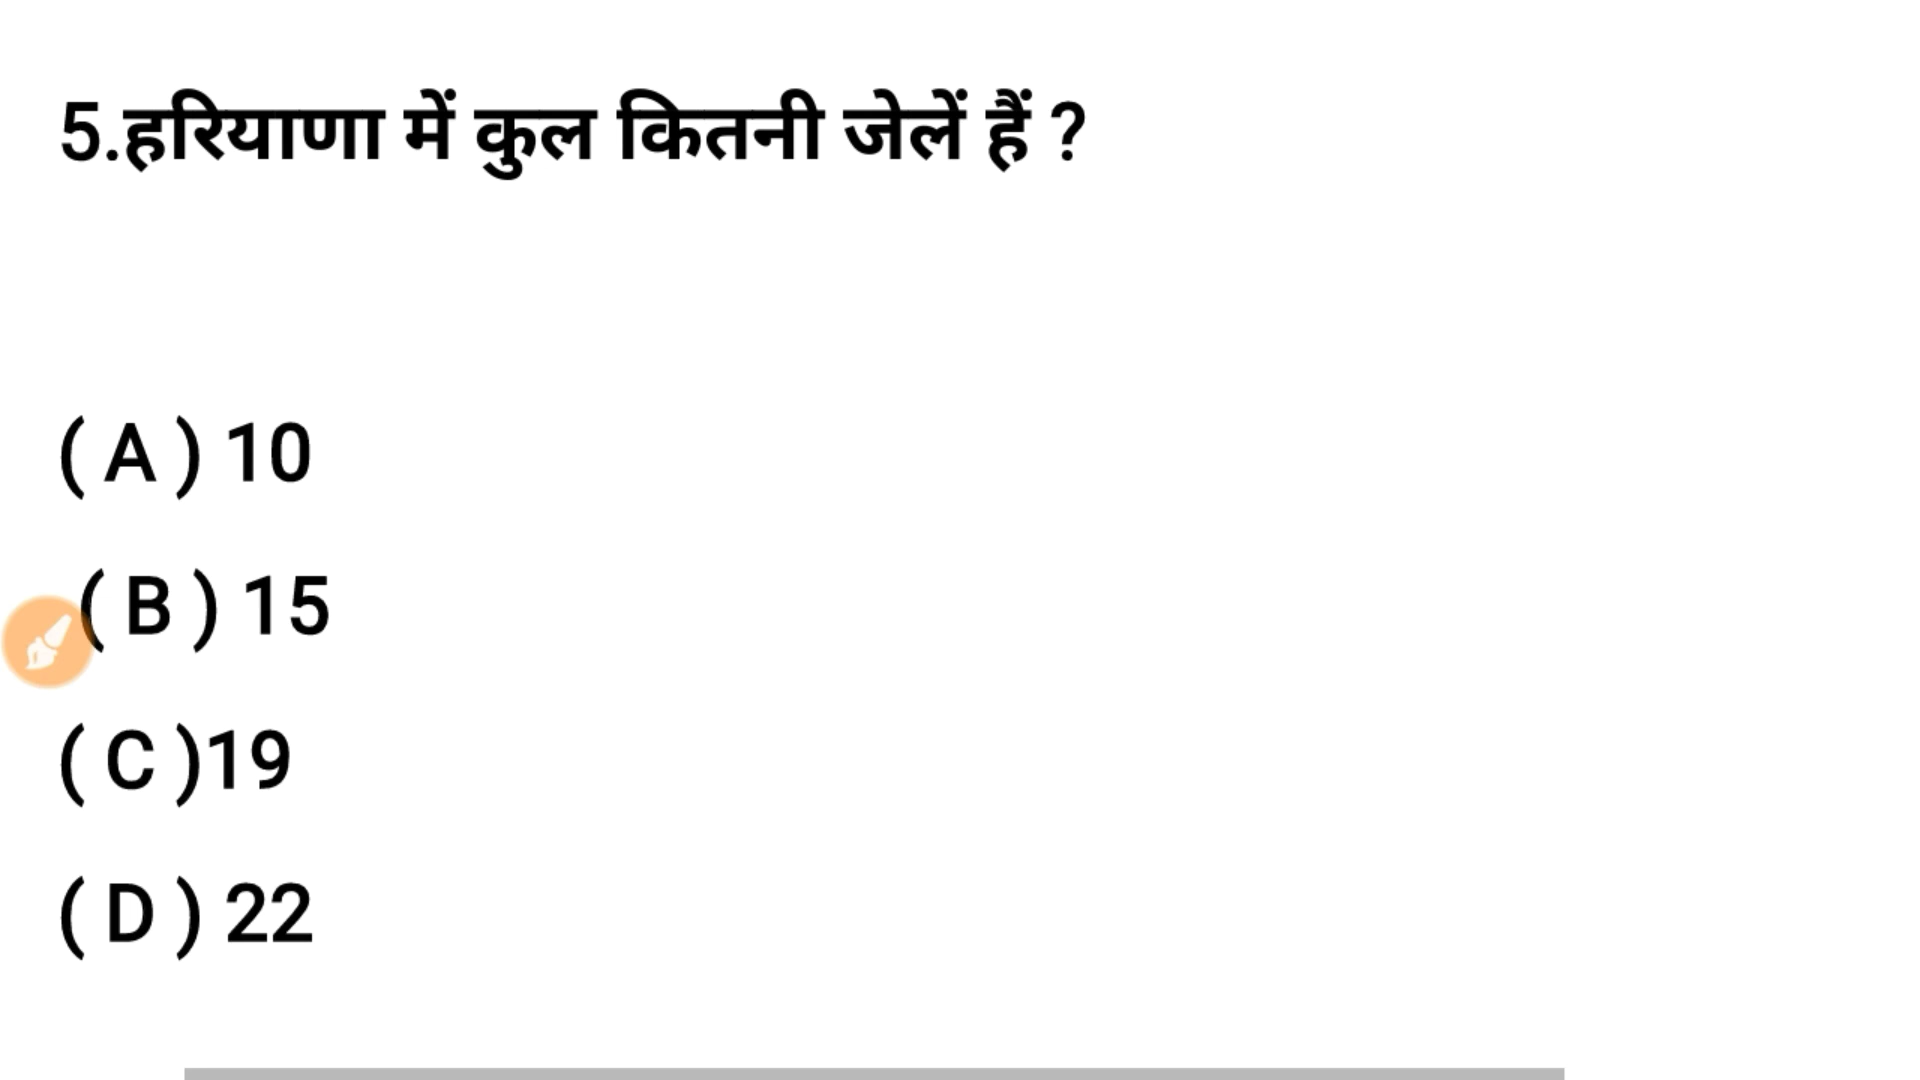 5.हरियाणा में कुल कितनी जेलें हैं ?
( A ) 10
( B ) 15
( C )19
( D ) 22